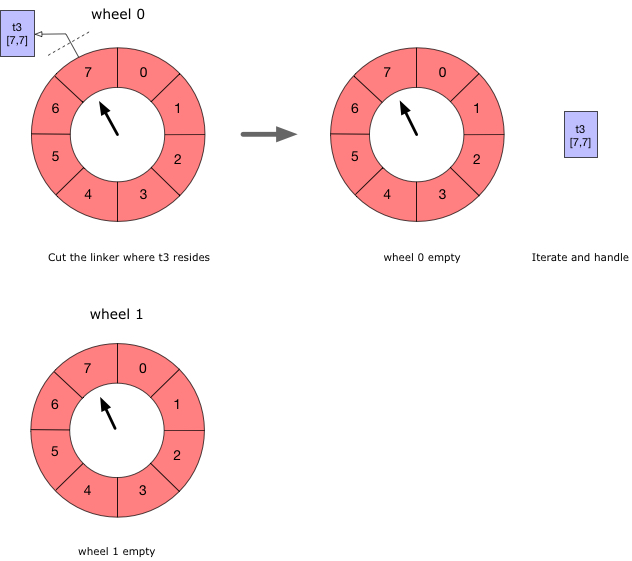 wheel 0
t3
[7,7]
7 0
6 1
5 2
4 3
7 0
6 1
5 2
4 3
t3
[7,7]
Cut the linker where t3 resides
wheel 0 empty
Iterate and handle
wheel 1
7 0
6 1
5 2
4 3
wheel 1 empty